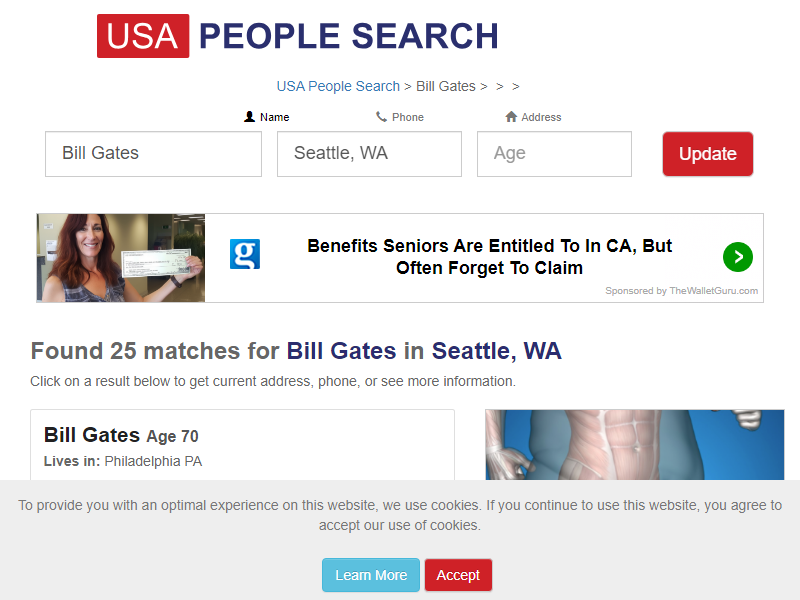 USA PEOPLE SEARCH
USA People Search > Bill Gates > > >
Name Phone Address
Bill Gates Seattle, WA Age Update
g Benefits Seniors Are Entitled To In CA, But
Often Forget To Claim
Sponsored by TheWalletGuru.com
Found 25 matches for Bill Gates in Seattle, WA
Click on a result below to get current address, phone, or see more information.
Bill Gates Age 70
Lives in: Philadelphia PA
To provide you with an optimal experience on this website, we use cookies. If you continue to use this website, you agree to
accept our use of cookies.
Learn More Accept